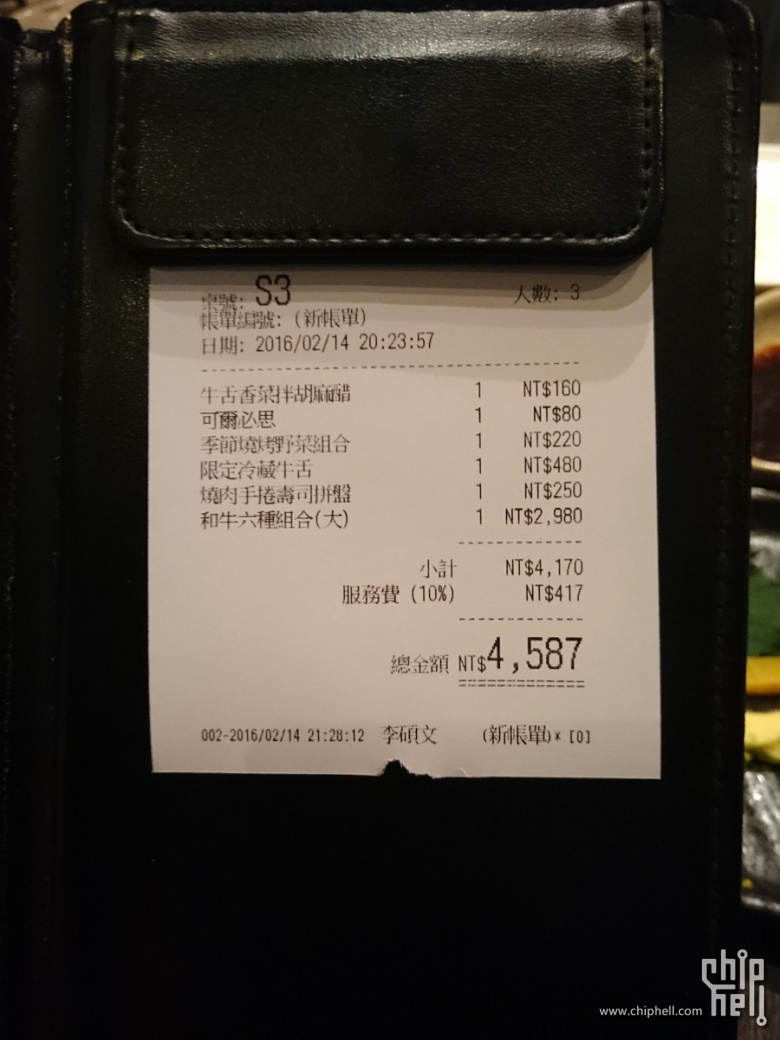 桌號: S3 人數: 3
帳單編號: (新帳單)
日期: 2016/02/14 20:23:57
牛舌香菜拌胡麻醋 1 NT$160
可爾必思 1 NT$80
季節燒烤野菜組合 1 NT$220
限定冷藏牛舌 1 NT$480
燒肉手捲壽司拼盤 1 NT$250
和牛六種組合(大) 1 NT$2,980
小計 NT$4,170
服務費 (10%) NT$417
總金額 NT$4,587
002-2016/02/14 21:28:12 李碩文 (新帳單)* [0]
chip hell
www.chiphell.com